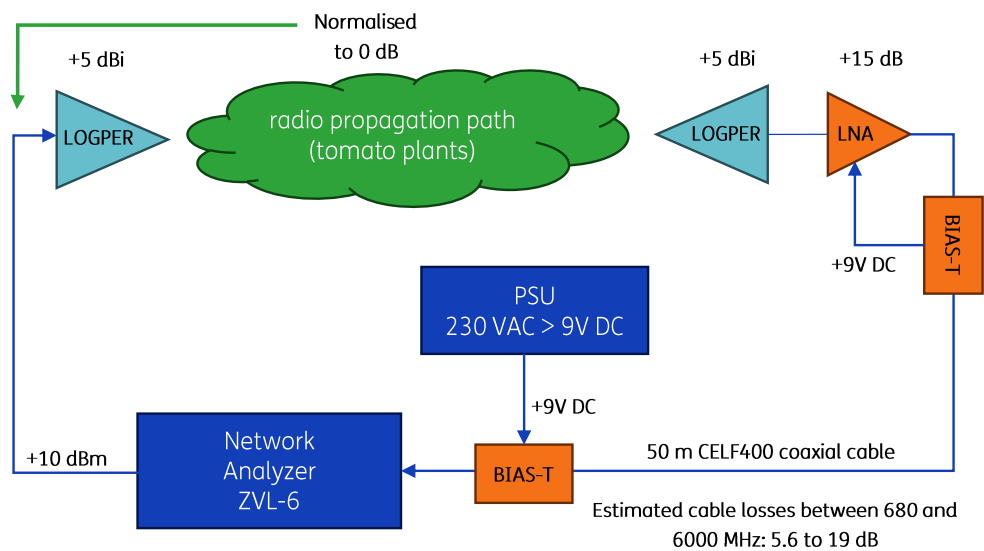 Normalised
to 0 dB
+5 dBi
+5 dBi
+15 dB
LOGPER
radio propagation path
(tomato plants)
LOGPER
LNA
BIAS-T
+9V DC
PSU
230 VAC > 9V DC
+9V DC
Network
Analyzer
ZVL-6
+10 dBm
BIAS-T
50 m CELF400 coaxial cable
Estimated cable losses between 680 and
6000 MHz: 5.6 to 19 dB